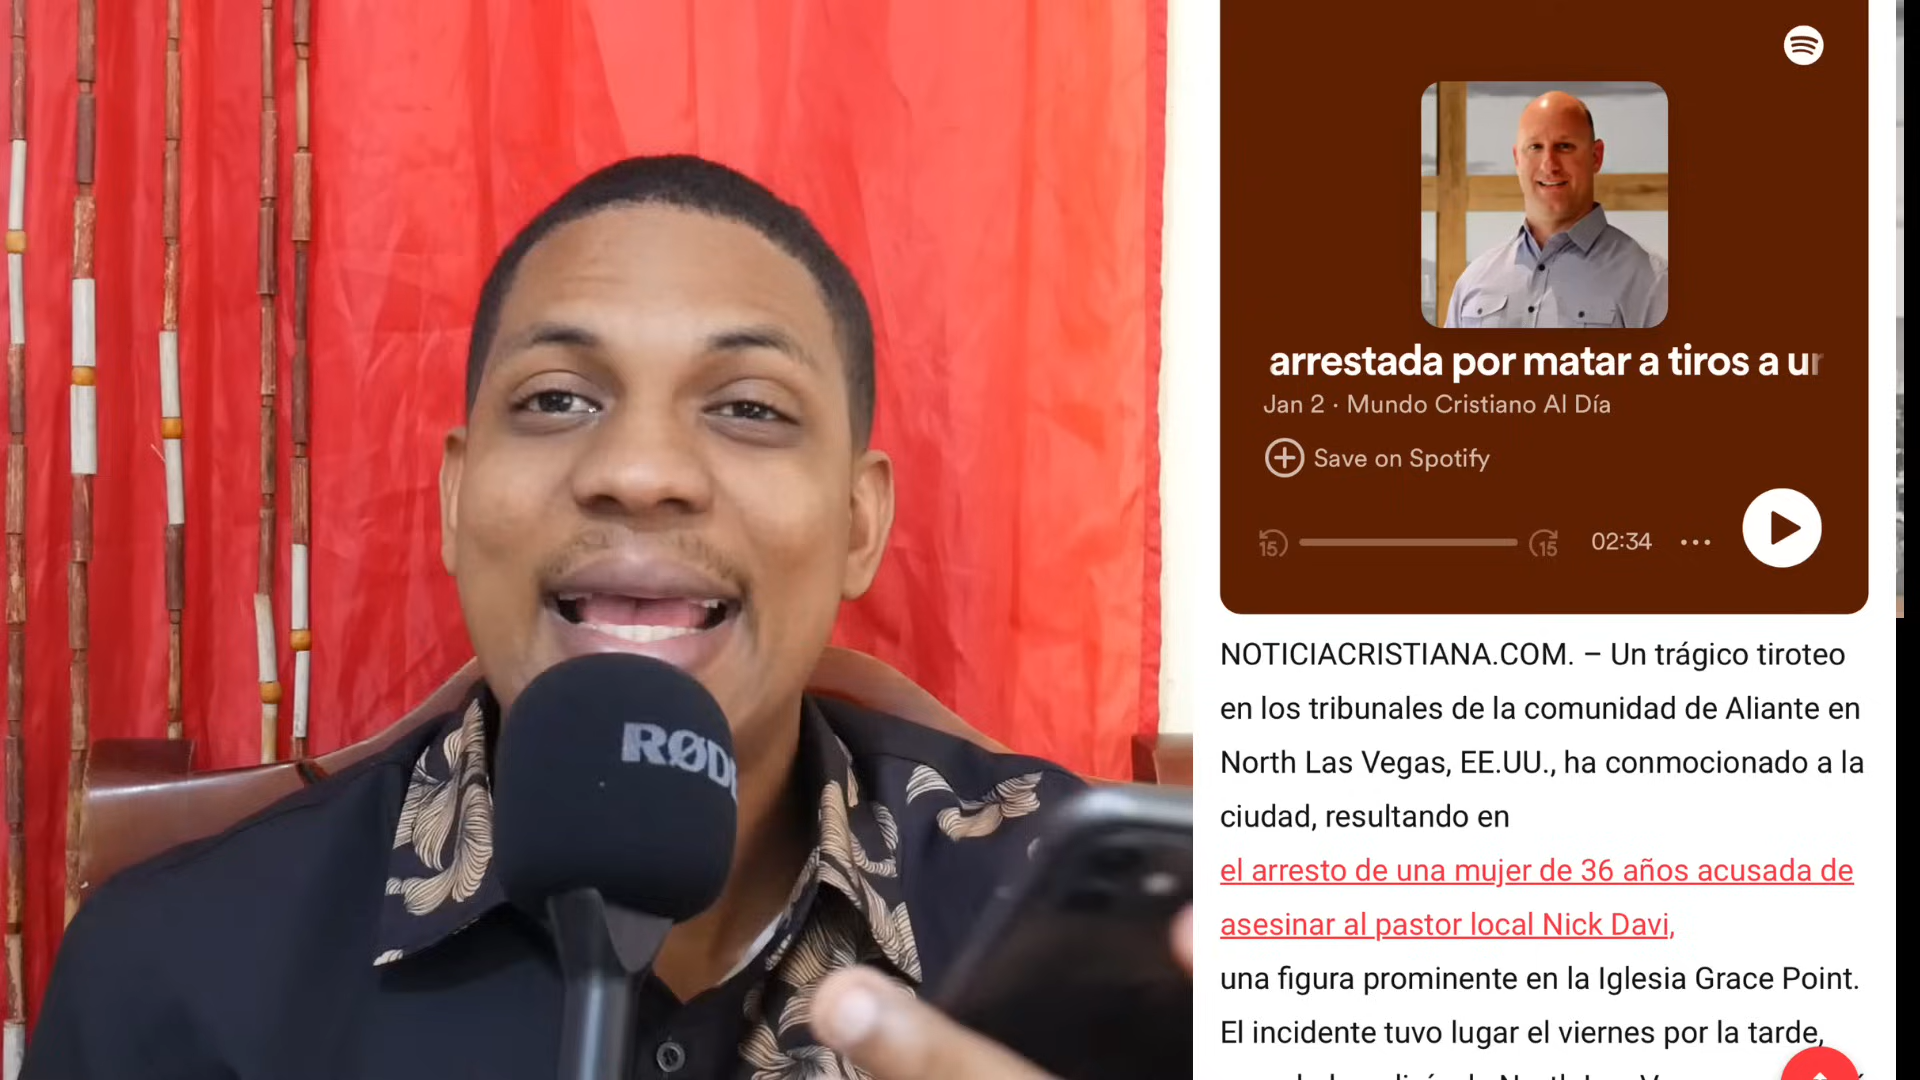 RØDE
arrestada por matar a tiros a un
Jan 2 · Mundo Cristiano Al Día
Save on Spotify
15
15
02:34
NOTICIACRISTIANA.COM. – Un trágico tiroteo
en los tribunales de la comunidad de Aliante en
North Las Vegas, EE.UU., ha conmocionado a la
ciudad, resultando en
el arresto de una mujer de 36 años acusada de
asesinar al pastor local Nick Davi,
una figura prominente en la Iglesia Grace Point.
El incidente tuvo lugar el viernes por la tarde,